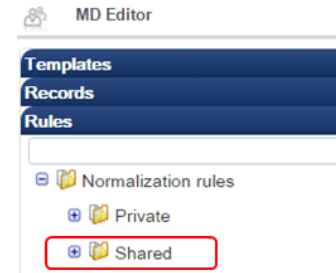 MD Editor
Templates
Records
Rules
Normalization rules
Private
Shared